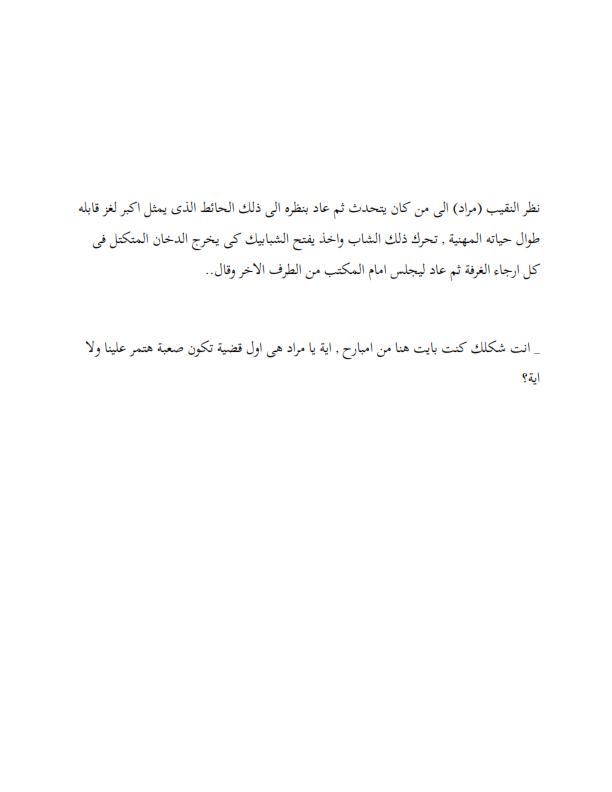 نظر النقيب (مراد) الى من كان يتحدث ثم عاد بنظره الى ذلك الحائط الذى يمثل اكبر لغز قابله
طوال حياته المهنية , تحرك ذلك الشاب واخذ يفتح الشبابيك كى يخرج الدخان المتكتل فى
كل ارجاء الغرفة ثم عاد ليجلس امام المكتب من الطرف الاخر وقال..
_ انت شكلك كنت بايت هنا من امبارح , اية يا مراد هى اول قضية تكون صعبة هتمر علينا ولا
اية؟